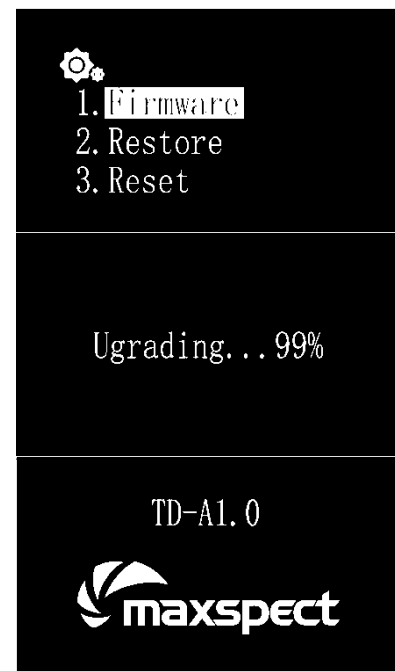 1. Firmware
2. Restore
3. Reset
Ugrading...99%
TD-A1.0
maxspect